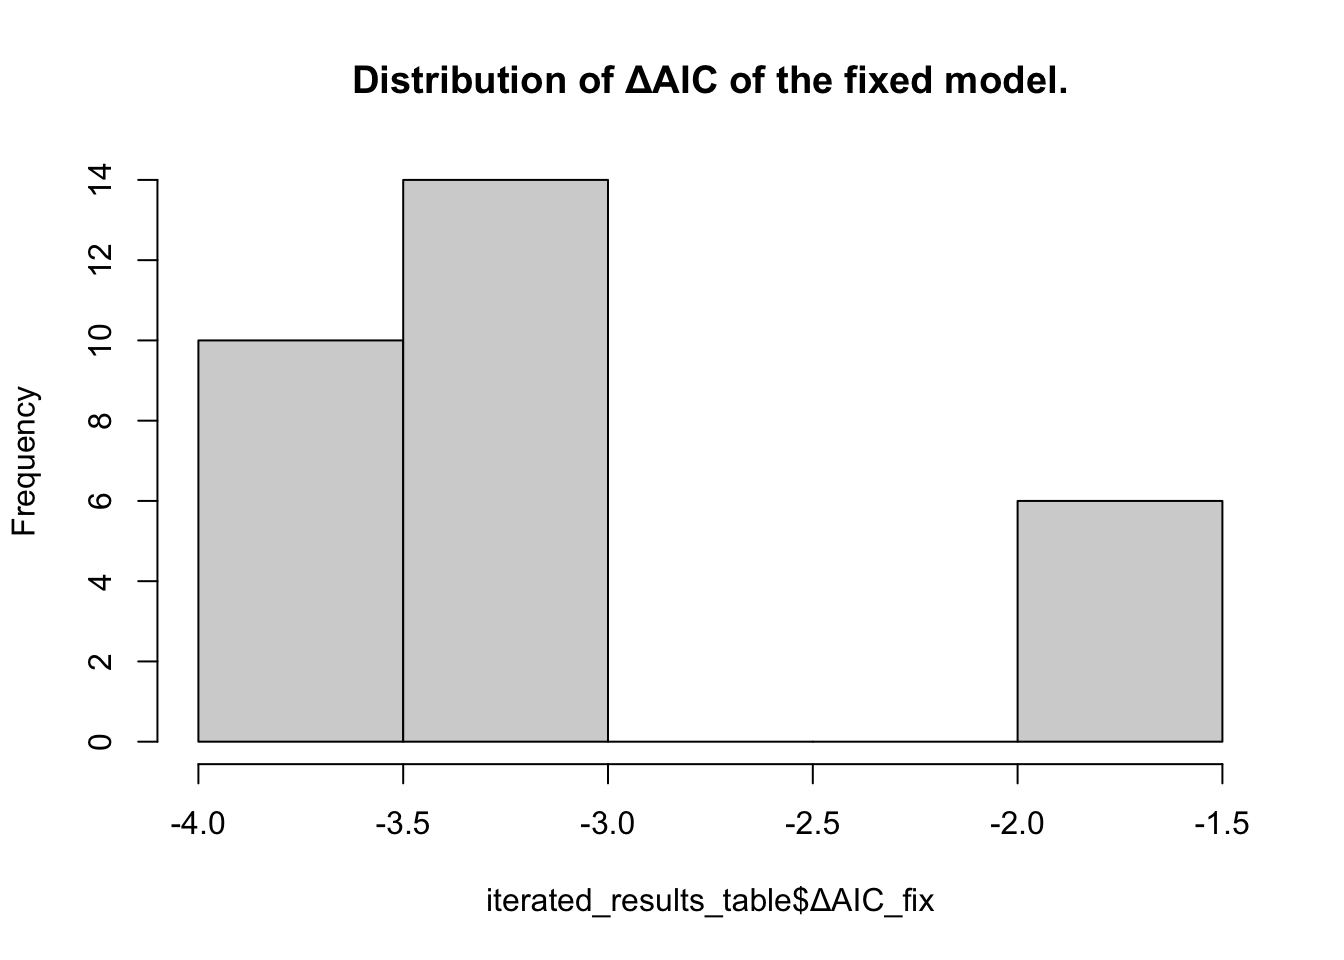 Distribution of ΔAIC of the fixed model.
Frequency
14
12
10
8
6
4
2
0
-4.0 -3.5 -3.0 -2.5 -2.0 -1.5
iterated_results_table$ΔAIC_fix